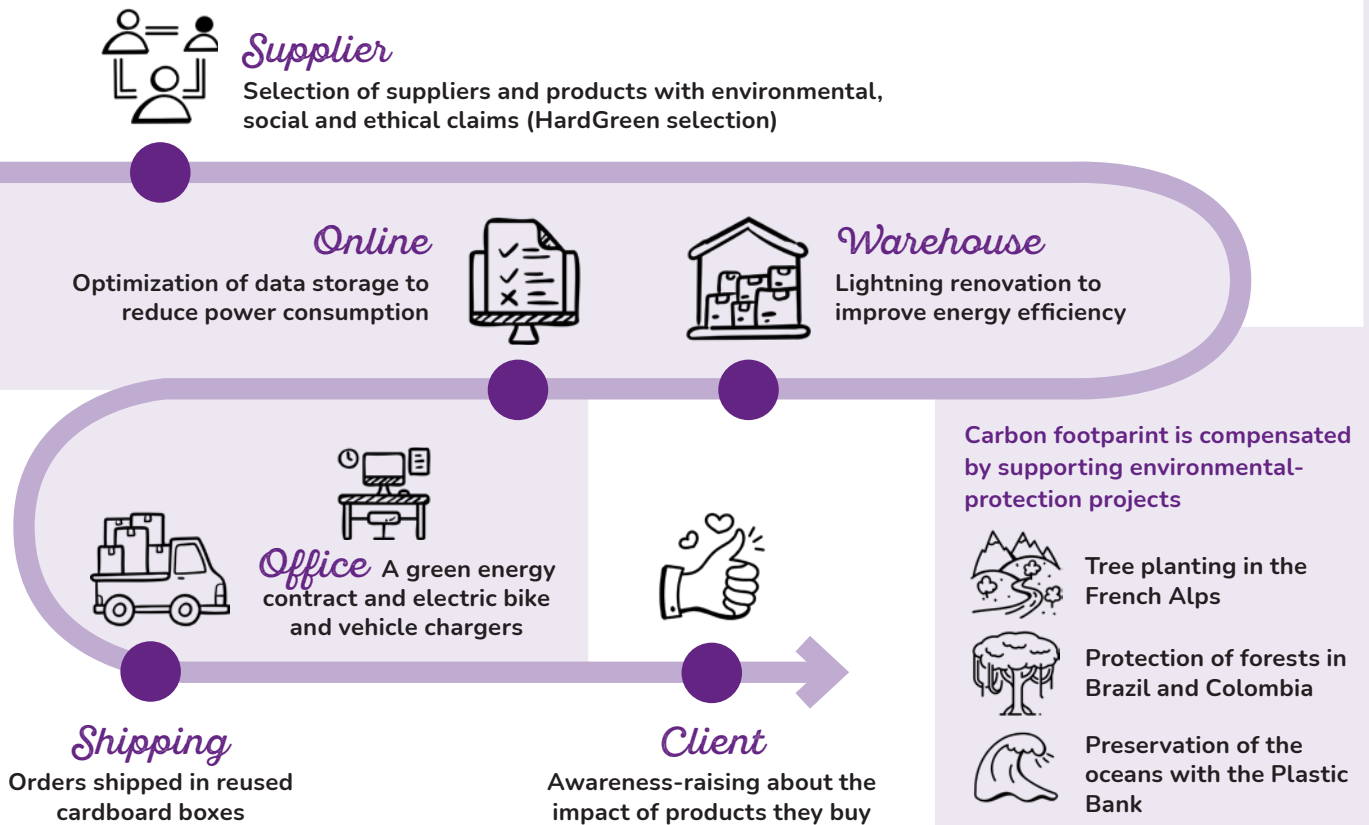 Supplier
Selection of suppliers and products with environmental,
social and ethical claims (HardGreen selection)
Online
Optimization of data storage to
reduce power consumption
Warehouse
Lightning renovation to
improve energy efficiency
Office A green energy
contract and electric bike
and vehicle chargers
Shipping
Orders shipped in reused
cardboard boxes
Client
Awareness-raising about the
impact of products they buy
Carbon footparint is compensated
by supporting environmental-
protection projects
Tree planting in the
French Alps
Protection of forests in
Brazil and Colombia
Preservation of the
oceans with the Plastic
Bank